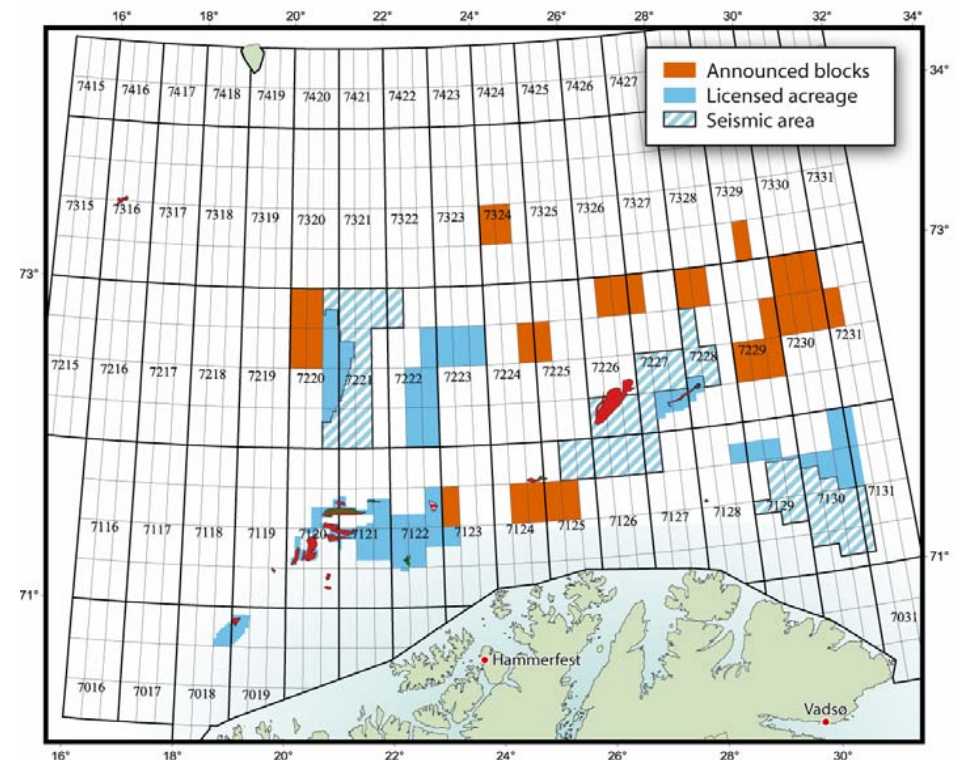 16° 18° 20° 22° 24° 26° 28° 30° 32° 34°
Announced blocks
Licensed acreage
Seismic area
34°
7415 7416 7417 7418 7419 7420 7421 7422 7423 7424 7425 7426 7427
7315 7316 7317 7318 7319 7320 7321 7322 7323 7324 7325 7326 7327 7328 7329 7330 7331
73°
73°
7215 7216 7217 7218 7219 7220 7221 7222 7223 7224 7225 7226 7227 7228 7229 7230 7231
7116 7117 7118 7119 7120 7121 7122 7123 7124 7125 7126 7127 7128 7129 7130 7131
71°
71°
7031
Hammerfest
7016 7017 7018 7019
Vadsø
16° 18° 20° 22° 24° 26° 28° 30°